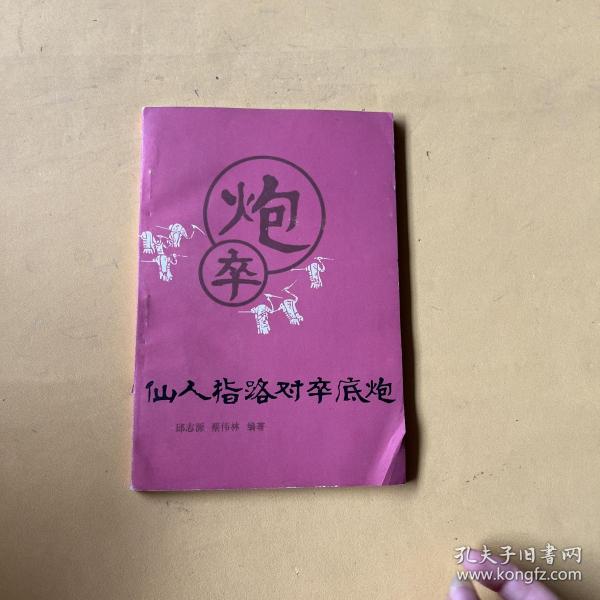 炮
卒
仙人指路对卒底炮
邱志源 蔡伟林 编著
孔夫子旧书网
www.kongfz.com